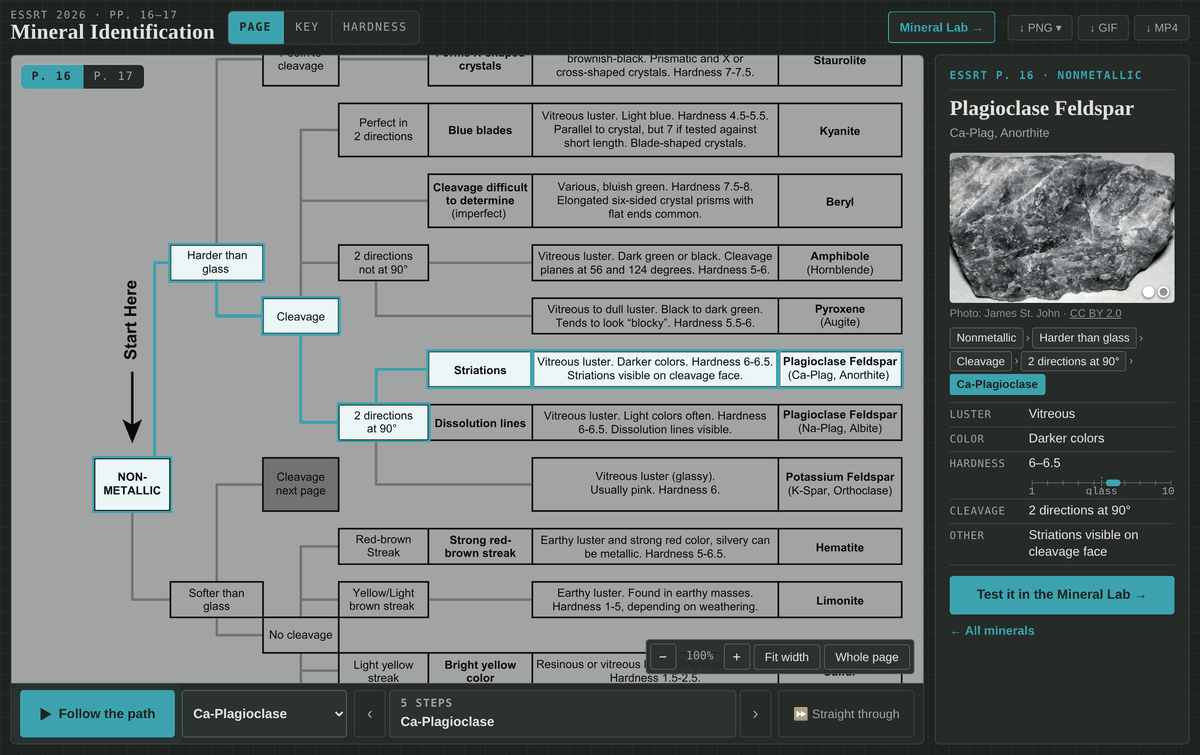 ESSRT 2026 · PP. 16–17
Mineral Identification
PAGE
KEY
HARDNESS
Mineral Lab →
↓ PNG ▾
↓ GIF
↓ MP4
P. 16
P. 17
cleavage
crystals
brownish-black. Prismatic and X or
cross-shaped crystals. Hardness 7-7.5.
Staurolite
Perfect in
2 directions
Blue blades
Vitreous luster. Light blue. Hardness 4.5-5.5.
Parallel to crystal, but 7 if tested against
short length. Blade-shaped crystals.
Kyanite
Cleavage difficult
to determine
(imperfect)
Various, bluish green. Hardness 7.5-8.
Elongated six-sided crystal prisms with
flat ends common.
Beryl
Harder than
glass
2 directions
not at 90°
Vitreous luster. Dark green or black. Cleavage
planes at 56 and 124 degrees. Hardness 5-6.
Amphibole
(Hornblende)
Start Here
Cleavage
Vitreous to dull luster. Black to dark green.
Tends to look “blocky”. Hardness 5.5-6.
Pyroxene
(Augite)
Striations
Vitreous luster. Darker colors. Hardness 6-6.5.
Striations visible on cleavage face.
Plagioclase Feldspar
(Ca-Plag, Anorthite)
2 directions
at 90°
Dissolution lines
Vitreous luster. Light colors often. Hardness
6-6.5. Dissolution lines visible.
Plagioclase Feldspar
(Na-Plag, Albite)
NON-
METALLIC
Cleavage
next page
Vitreous luster (glassy).
Usually pink. Hardness 6.
Potassium Feldspar
(K-Spar, Orthoclase)
Red-brown
Streak
Strong red-
brown streak
Earthy luster and strong red color, silvery can
be metallic. Hardness 5-6.5.
Hematite
Softer than
glass
Yellow/Light
brown streak
Earthy luster. Found in earthy masses.
Hardness 1-5, depending on weathering.
Limonite
No cleavage
Light yellow
streak
Bright yellow
color
Resinous or vitreous
Hardness 1.5-2.5.
−
100%
+
Fit width
Whole page
▶ Follow the path
Ca-Plagioclase
‹
5 STEPS
Ca-Plagioclase
›
⏩ Straight through
ESSRT P. 16 · NONMETALLIC
Plagioclase Feldspar
Ca-Plag, Anorthite
Photo: James St. John · CC BY 2.0
Nonmetallic › Harder than glass ›
Cleavage › 2 directions at 90° ›
Ca-Plagioclase
LUSTER Vitreous
COLOR Darker colors
HARDNESS 6–6.5
1 glass 10
CLEAVAGE 2 directions at 90°
OTHER Striations visible on
cleavage face
Test it in the Mineral Lab →
← All minerals